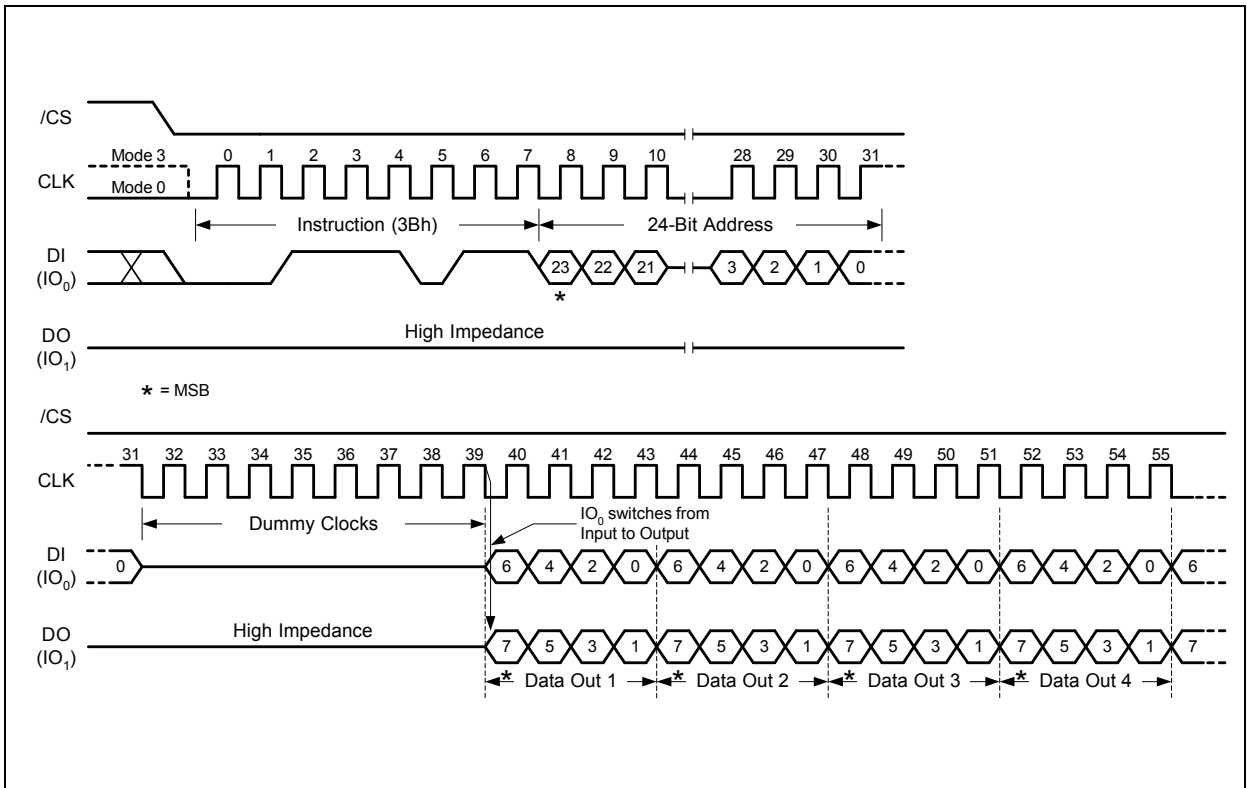 /CS
Mode 3 0 1 2 3 4 5 6 7 8 9 10 28 29 30 31
CLK
Mode 0
Instruction (3Bh) 24-Bit Address
DI
(IO0) 23 22 21 3 2 1 0
*
DO High Impedance
(IO1)
* = MSB
/CS
31 32 33 34 35 36 37 38 39 40 41 42 43 44 45 46 47 48 49 50 51 52 53 54 55
CLK
Dummy Clocks
IO0 switches from
Input to Output
DI
(IO0) 0 6 4 2 0 6 4 2 0 6 4 2 0 6 4 2 0 6
DO High Impedance
(IO1) 7 5 3 1 7 5 3 1 7 5 3 1 7 5 3 1 7
* Data Out 1 * Data Out 2 * Data Out 3 * Data Out 4